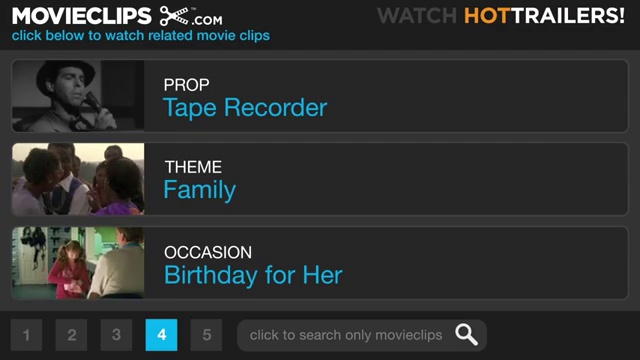 MOVIECLIPS .COM™
click below to watch related movie clips
WATCH HOTTRAILERS!
PROP
Tape Recorder
THEME
Family
OCCASION
Birthday for Her
1 2 3 4 5
click to search only movieclips